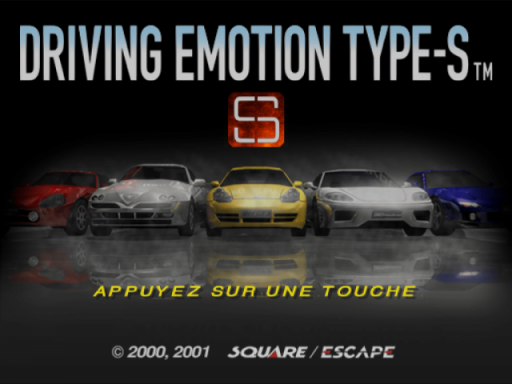 DRIVING EMOTION TYPE-S™
S
APPUYEZ SUR UNE TOUCHE
© 2000, 2001 SQUARE / ESCAPE